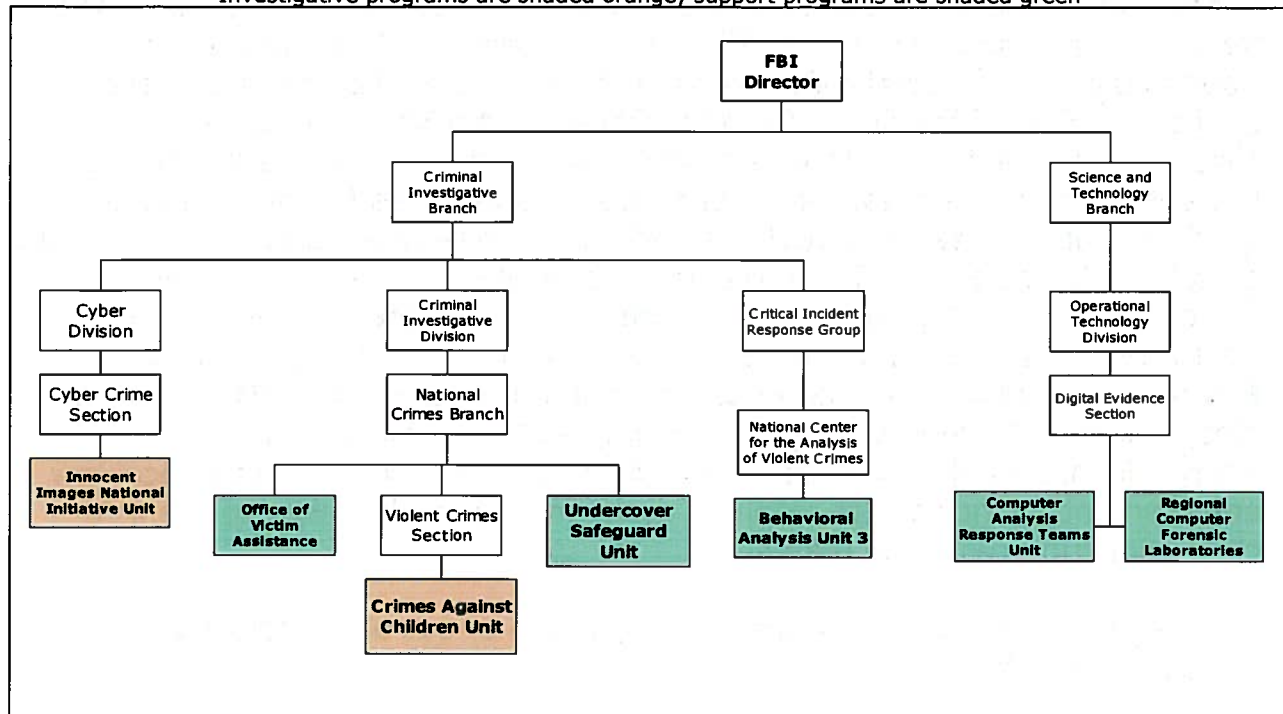 Investigative programs are shaded orange; support programs are shaded green
FBI
Director
Criminal
Investigative
Branch
Science and
Technology
Branch
Cyber
Division
Criminal
Investigative
Division
Critical Incident
Response Group
Operational
Technology
Division
Cyber Crime
Section
National
Crimes Branch
National Center
for the Analysis
of Violent Crimes
Digital Evidence
Section
Innocent
Images National
Initiative Unit
Office of
Victim
Assistance
Violent Crimes
Section
Undercover
Safeguard
Unit
Behavioral
Analysis Unit 3
Computer
Analysis
Response Teams
Unit
Regional
Computer
Forensic
Laboratories
Crimes Against
Children Unit